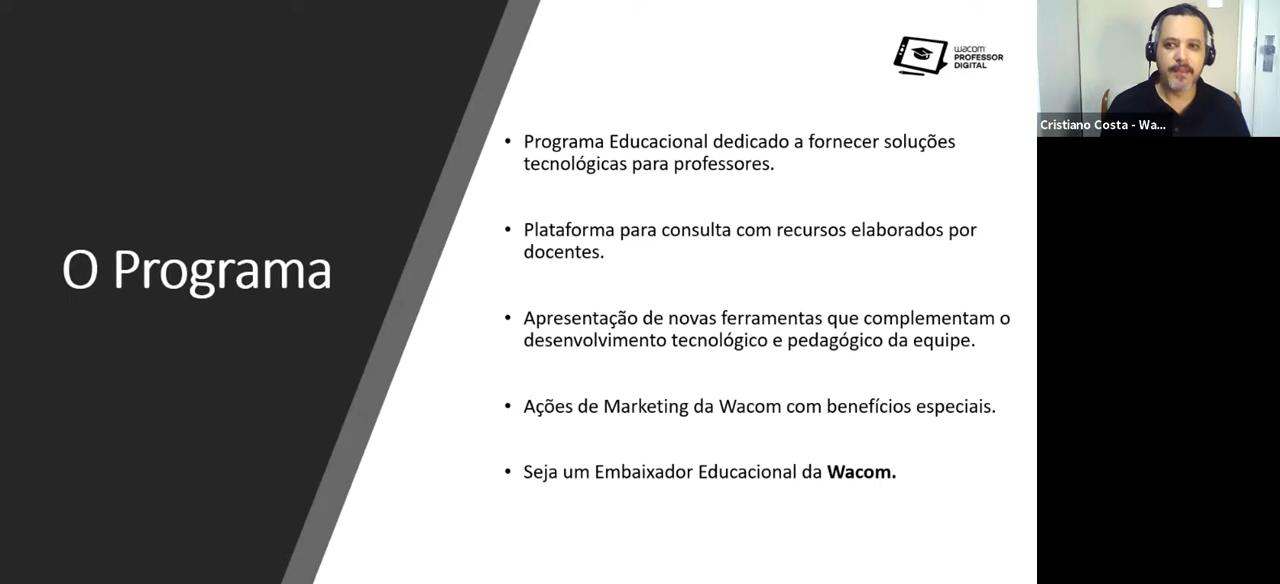 O Programa
wacom
PROFESSOR
DIGITAL
• Programa Educacional dedicado a fornecer soluções
tecnológicas para professores.
• Plataforma para consulta com recursos elaborados por
docentes.
• Apresentação de novas ferramentas que complementam o
desenvolvimento tecnológico e pedagógico da equipe.
• Ações de Marketing da Wacom com benefícios especiais.
• Seja um Embaixador Educacional da Wacom.
Cristiano Costa - Wa...